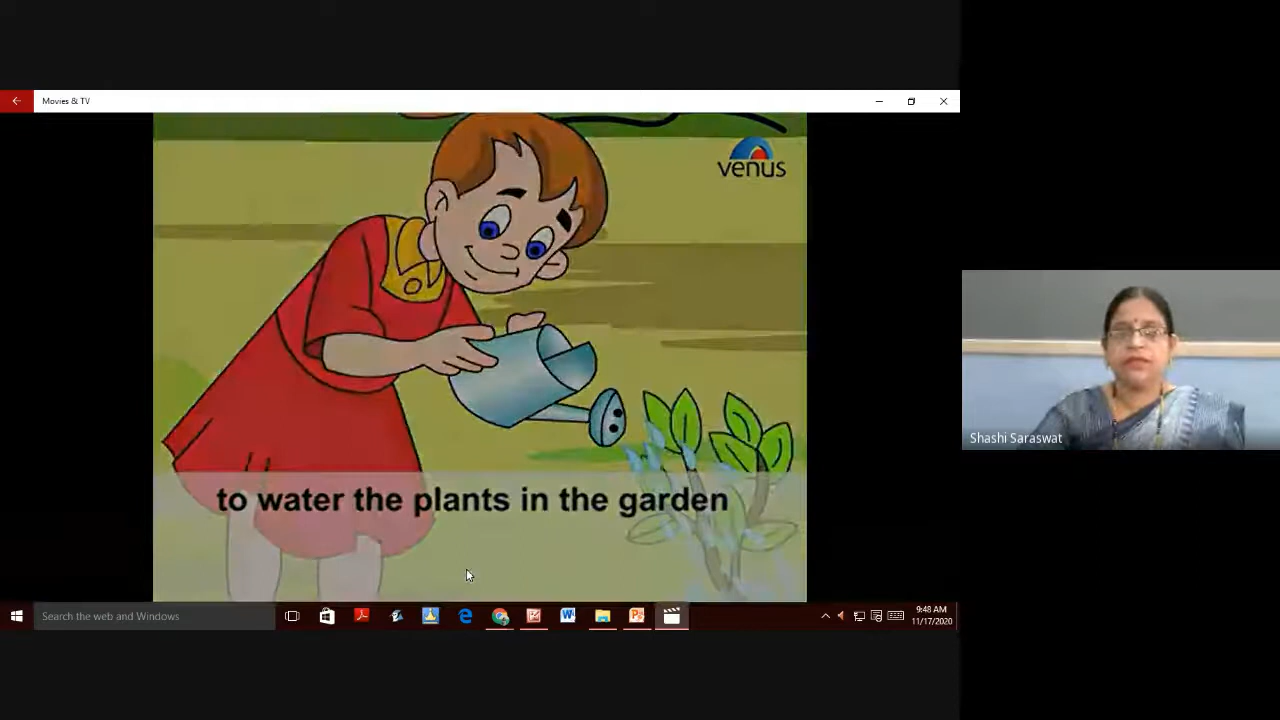 Movies & TV
venus
to water the plants in the garden
Shashi Saraswat
Search the web and Windows
9:48 AM
11/17/2020